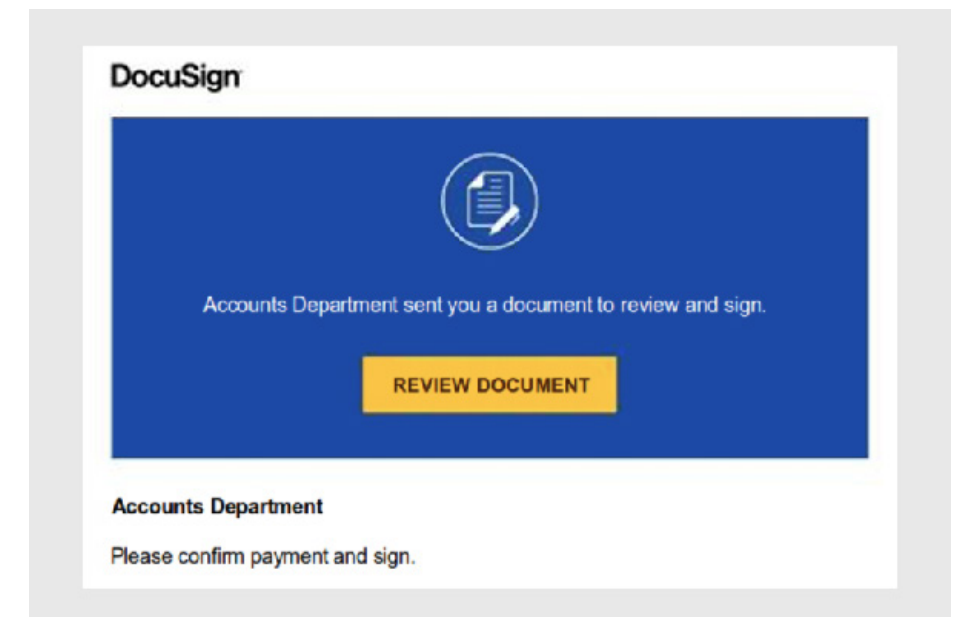 DocuSign
Accounts Department sent you a document to review and sign.
REVIEW DOCUMENT
Accounts Department
Please confirm payment and sign.